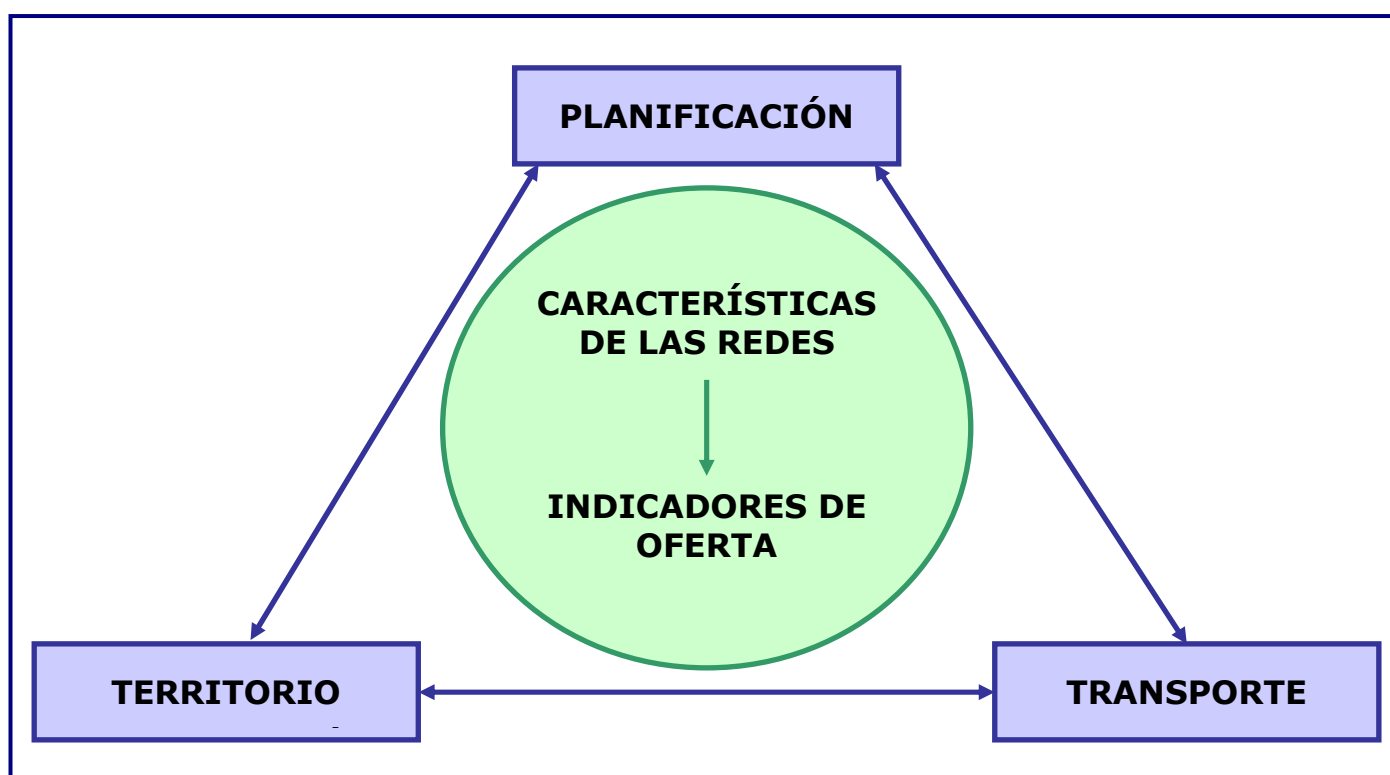 PLANIFICACIÓN
CARACTERÍSTICAS
DE LAS REDES
INDICADORES DE
OFERTA
TERRITORIO
TRANSPORTE